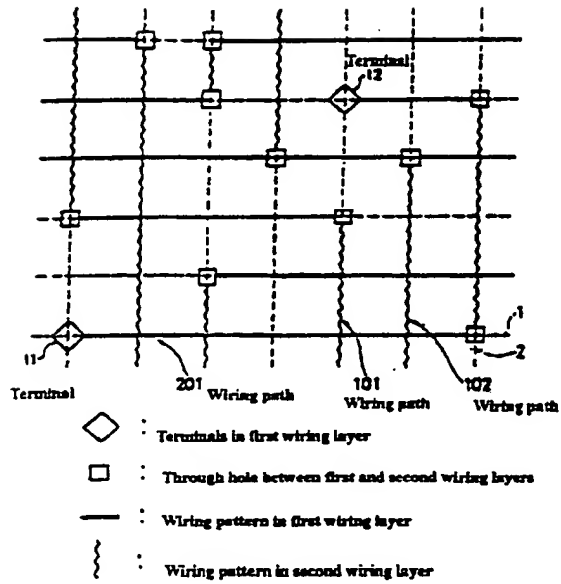 Terminal
12
1
2
11
201
101
102
Terminal
Wiring path
Wiring path
Wiring path
: Terminals in first wiring layer
: Through hole between first and second wiring layers
: Wiring pattern in first wiring layer
: Wiring pattern in second wiring layer